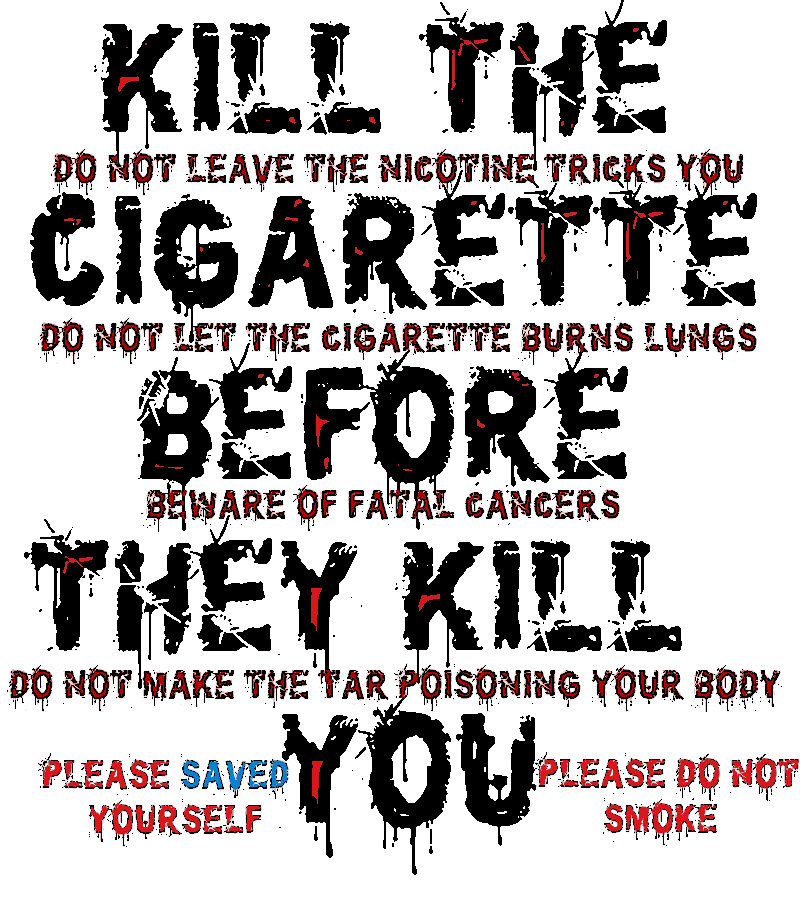 KILL THE
DO NOT LEAVE THE NICOTINE TRICKS YOU
CIGARETTE
DO NOT LET THE CIGARETTE BURNS LUNGS
BEFORE
BEWARE OF FATAL CANCERS
THEY KILL
DO NOT MAKE THE TAR POISONING YOUR BODY
YOU
PLEASE SAVED
YOURSELF
PLEASE DO NOT
SMOKE